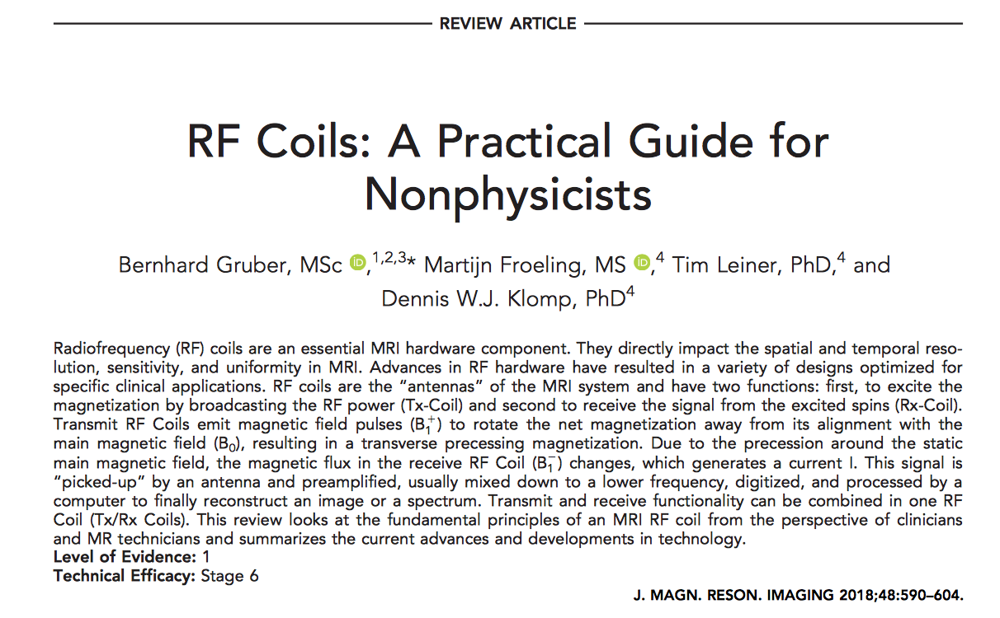 REVIEW ARTICLE
RF Coils: A Practical Guide for
Nonphysicists
Bernhard Gruber, MSc iD,1,2,3* Martijn Froeling, MS iD,4 Tim Leiner, PhD,4 and
Dennis W.J. Klomp, PhD4
Radiofrequency (RF) coils are an essential MRI hardware component. They directly impact the spatial and temporal reso-
lution, sensitivity, and uniformity in MRI. Advances in RF hardware have resulted in a variety of designs optimized for
specific clinical applications. RF coils are the “antennas” of the MRI system and have two functions: first, to excite the
magnetization by broadcasting the RF power (Tx-Coil) and second to receive the signal from the excited spins (Rx-Coil).
Transmit RF Coils emit magnetic field pulses (B1+) to rotate the net magnetization away from its alignment with the
main magnetic field (B0), resulting in a transverse precessing magnetization. Due to the precession around the static
main magnetic field, the magnetic flux in the receive RF Coil (B1−) changes, which generates a current I. This signal is
“picked-up” by an antenna and preamplified, usually mixed down to a lower frequency, digitized, and processed by a
computer to finally reconstruct an image or a spectrum. Transmit and receive functionality can be combined in one RF
Coil (Tx/Rx Coils). This review looks at the fundamental principles of an MRI RF coil from the perspective of clinicians
and MR technicians and summarizes the current advances and developments in technology.
Level of Evidence: 1
Technical Efficacy: Stage 6
J. MAGN. RESON. IMAGING 2018;48:590–604.